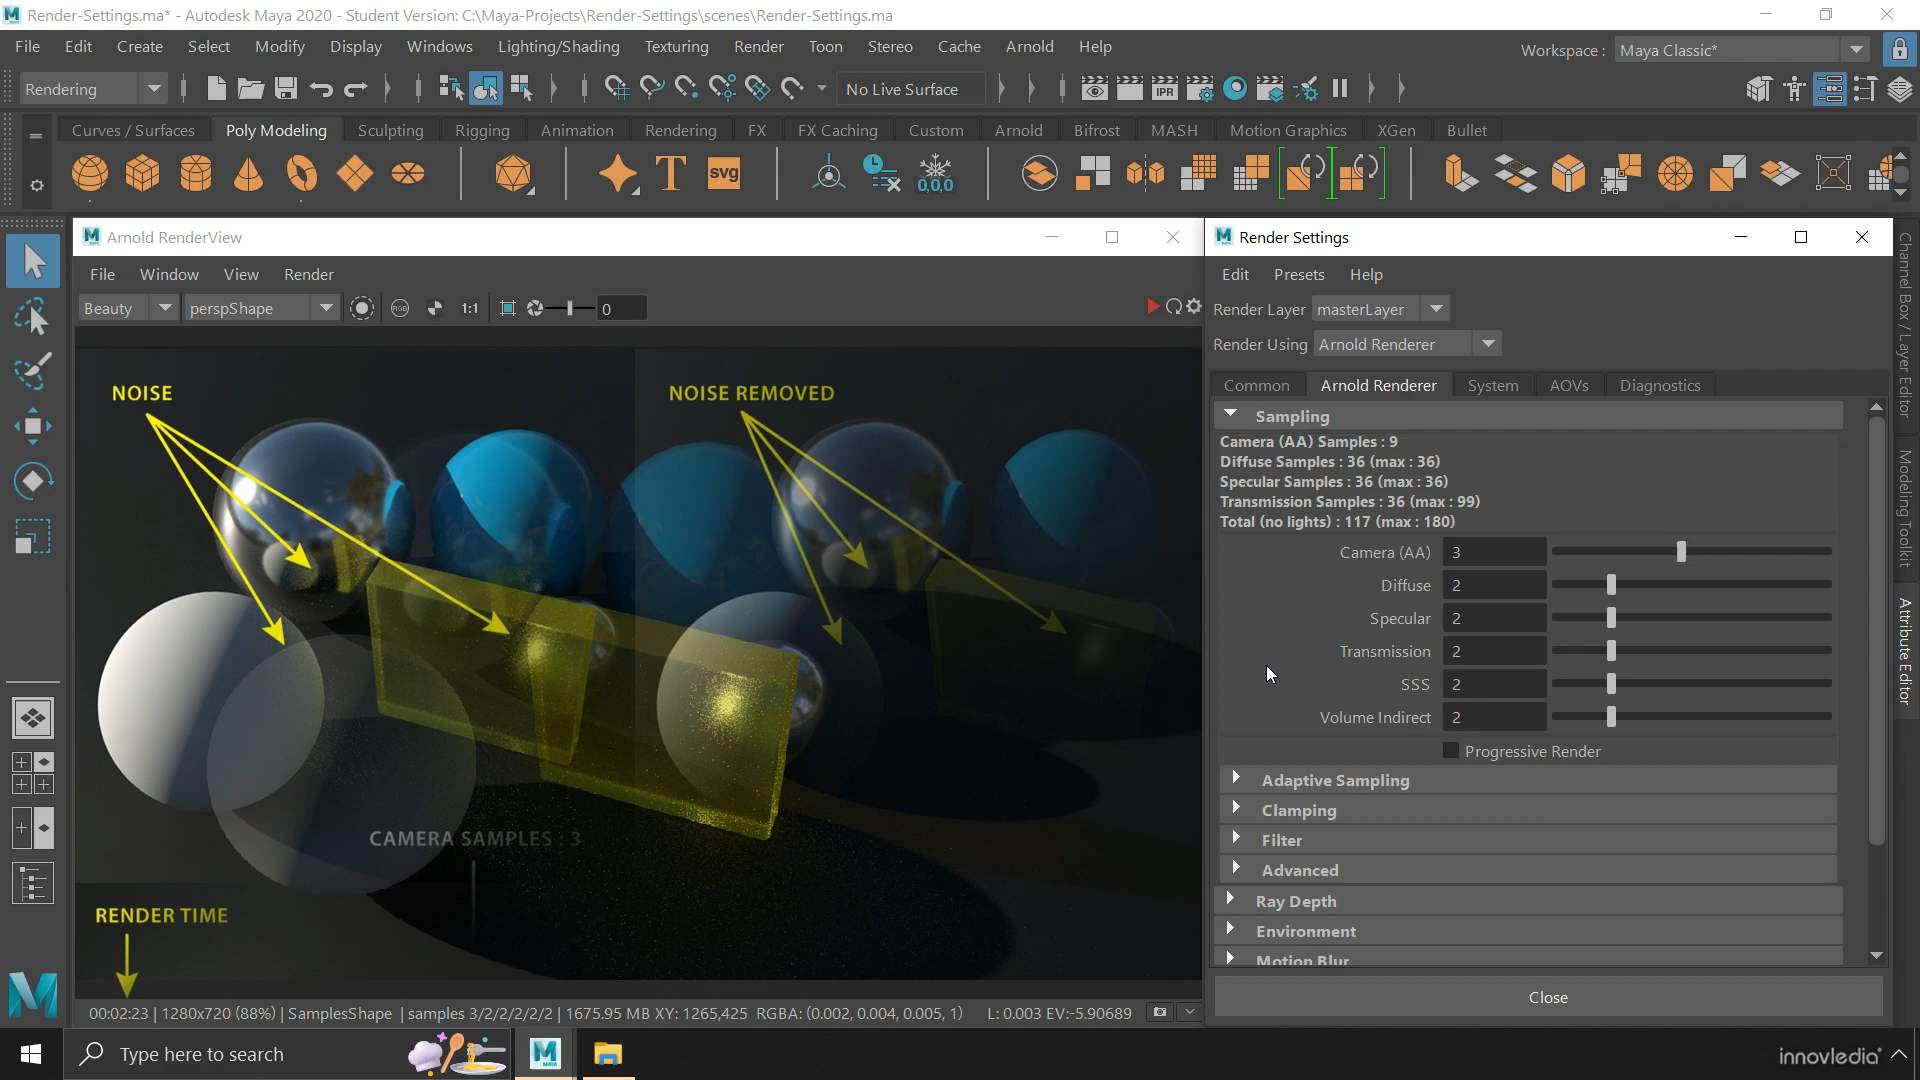 Render-Settings.ma* - Autodesk Maya 2020 - Student Version: C:\Maya-Projects\Render-Settings\scenes\Render-Settings.ma
File Edit Create Select Modify Display Windows Lighting/Shading Texturing Render Toon Stereo Cache Arnold Help
Workspace : Maya Classic*
Rendering
No Live Surface
IPR
Curves / Surfaces Poly Modeling Sculpting Rigging Animation Rendering FX FX Caching Custom Arnold Bifrost MASH Motion Graphics XGen Bullet
T
svg
0,0,0
Arnold RenderView
File Window View Render
Beauty perspShape RGB 1:1 0
NOISE
NOISE REMOVED
CAMERA SAMPLES : 3
RENDER TIME
00:02:23 | 1280x720 (88%) | SamplesShape | samples 3/2/2/2/2/2 | 1675.95 MB XY: 1265,425 RGBA: (0.002, 0.004, 0.005, 1) L: 0.003 EV:-5.90689
Render Settings
Edit Presets Help
Render Layer masterLayer
Render Using Arnold Renderer
Common Arnold Renderer System AOVs Diagnostics
Sampling
Camera (AA) Samples : 9
Diffuse Samples : 36 (max : 36)
Specular Samples : 36 (max : 36)
Transmission Samples : 36 (max : 99)
Total (no lights) : 117 (max : 180)
Camera (AA) 3
Diffuse 2
Specular 2
Transmission 2
SSS 2
Volume Indirect 2
Progressive Render
Adaptive Sampling
Clamping
Filter
Advanced
Ray Depth
Environment
Motion Blur
Close
Channel Box / Layer Editor
Modeling Toolkit
Attribute Editor
M
Type here to search
MAYA
innovledia